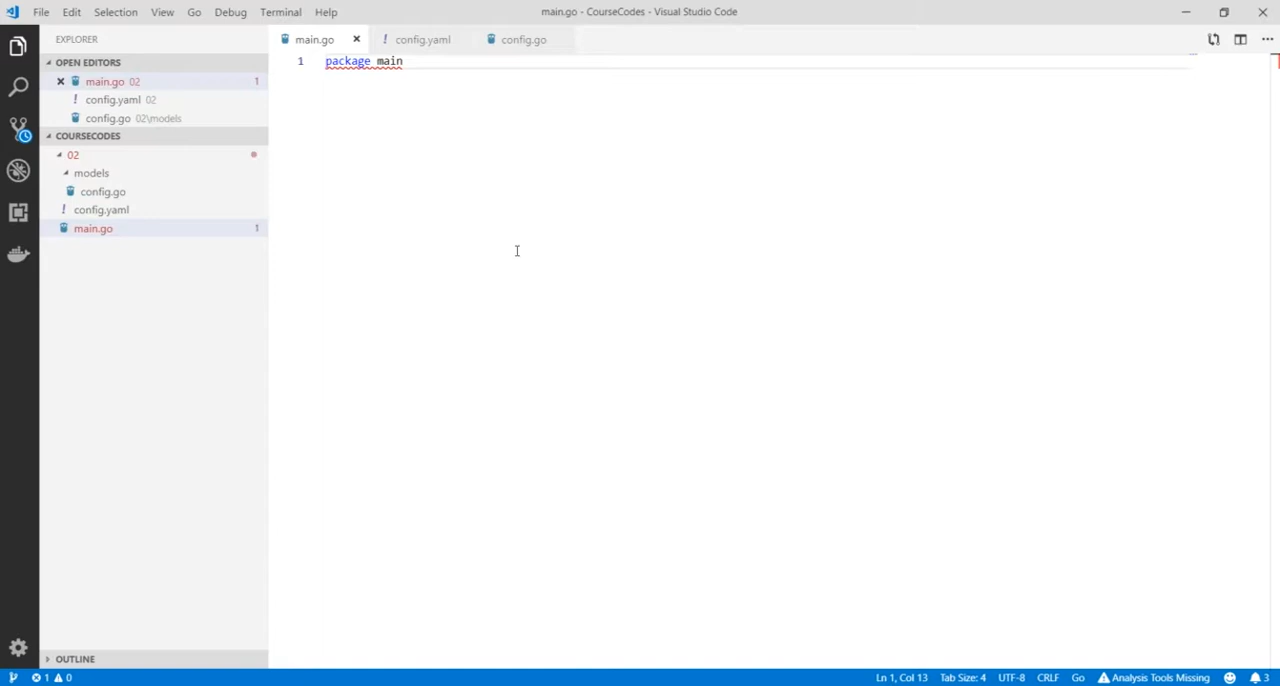 File Edit Selection View Go Debug Terminal Help main.go - CourseCodes - Visual Studio Code
EXPLORER
main.go
! config.yaml
config.go
OPEN EDITORS
main.go 02 1
! config.yaml 02
config.go 02\models
COURSECODES
02
models
config.go
! config.yaml
main.go 1
1 package main
OUTLINE
1 0 Ln 1, Col 13 Tab Size: 4 UTF-8 CRLF Go Analysis Tools Missing 3